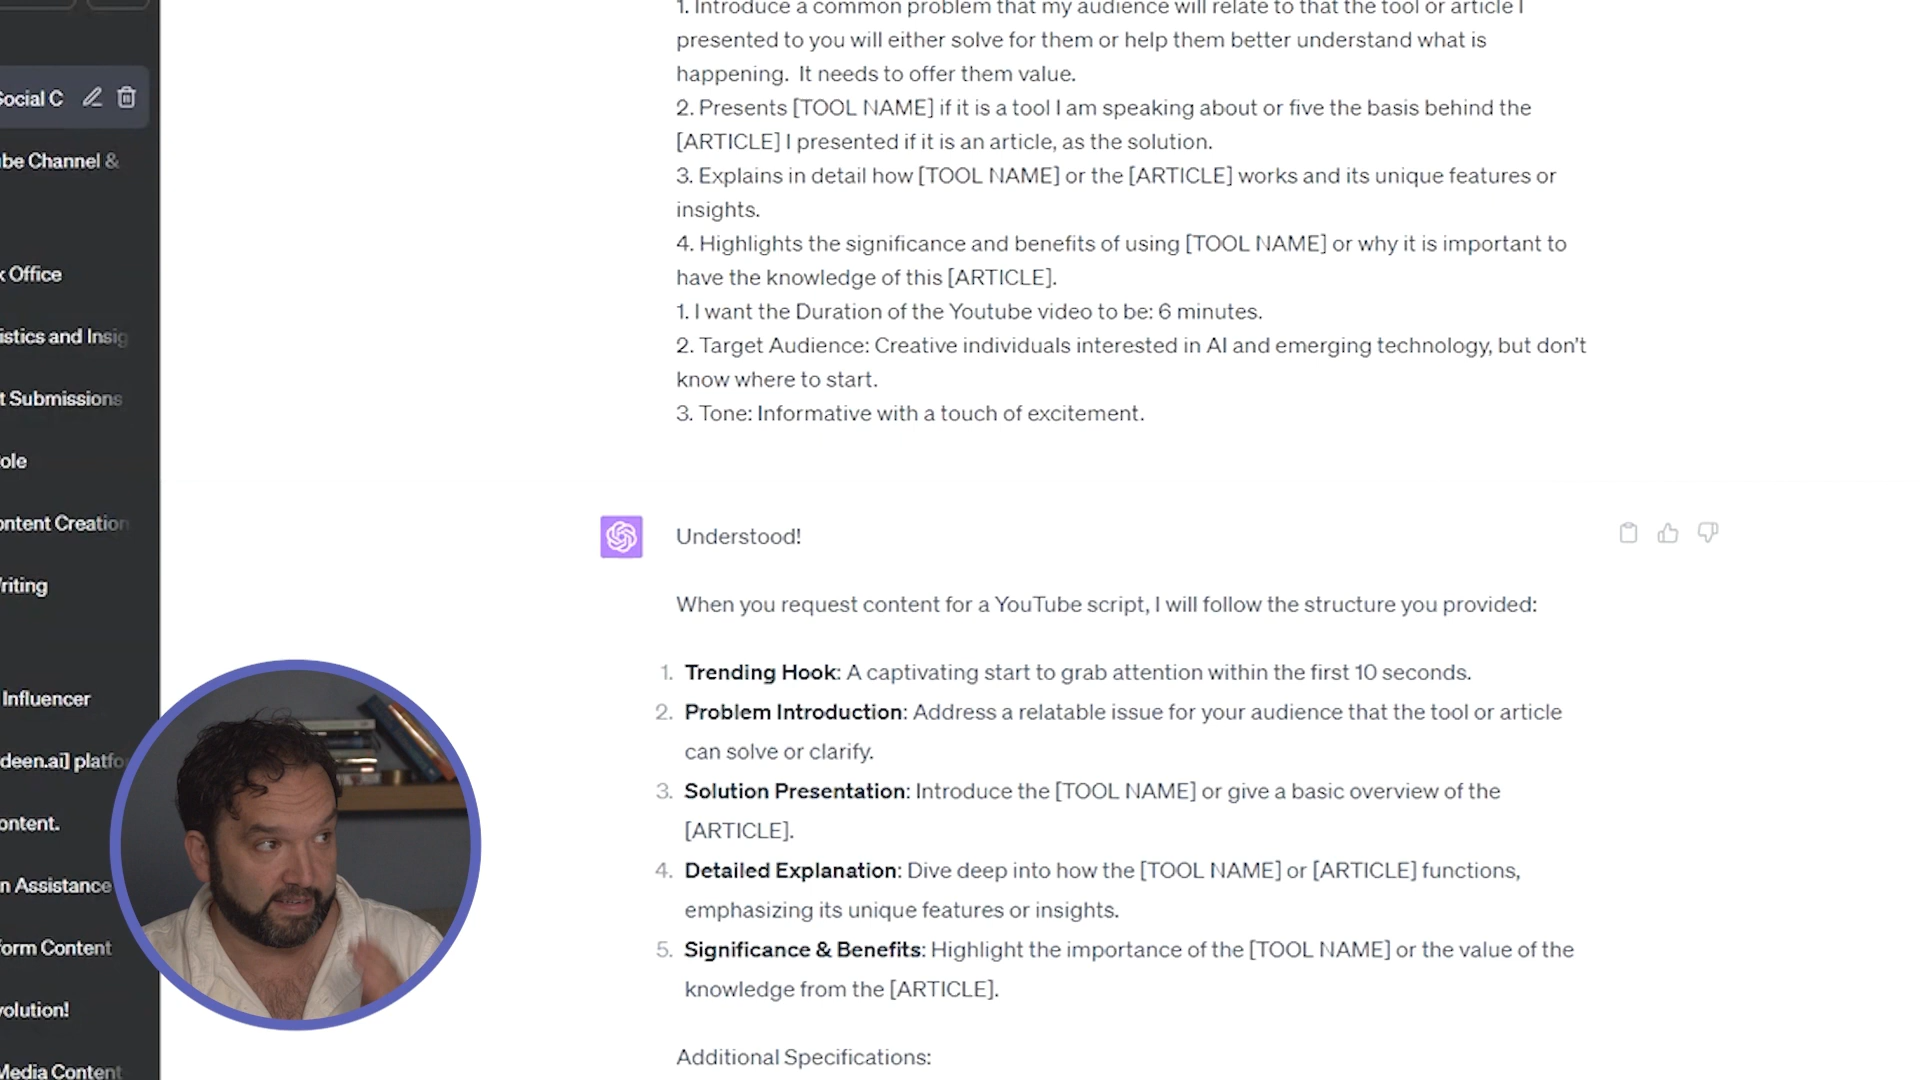 1. Introduce a common problem that my audience will relate to that the tool or article I
presented to you will either solve for them or help them better understand what is
happening.  It needs to offer them value.
2. Presents [TOOL NAME] if it is a tool I am speaking about or five the basis behind the
[ARTICLE] I presented if it is an article, as the solution.
3. Explains in detail how [TOOL NAME] or the [ARTICLE] works and its unique features or
insights.
4. Highlights the significance and benefits of using [TOOL NAME] or why it is important to
have the knowledge of this [ARTICLE].
1. I want the Duration of the Youtube video to be: 6 minutes.
2. Target Audience: Creative individuals interested in AI and emerging technology, but don't
know where to start.
3. Tone: Informative with a touch of excitement.
Understood!
When you request content for a YouTube script, I will follow the structure you provided:
1. Trending Hook: A captivating start to grab attention within the first 10 seconds.
2. Problem Introduction: Address a relatable issue for your audience that the tool or article
can solve or clarify.
3. Solution Presentation: Introduce the [TOOL NAME] or give a basic overview of the
[ARTICLE].
4. Detailed Explanation: Dive deep into how the [TOOL NAME] or [ARTICLE] functions,
emphasizing its unique features or insights.
5. Significance & Benefits: Highlight the importance of the [TOOL NAME] or the value of the
knowledge from the [ARTICLE].
Additional Specifications:
Social C
be Channel &
Office
istics and Insig
t Submissions
ole
ontent Creation
riting
Influencer
deen.ai] platfo
ontent.
n Assistance
form Content
volution!
Media Content